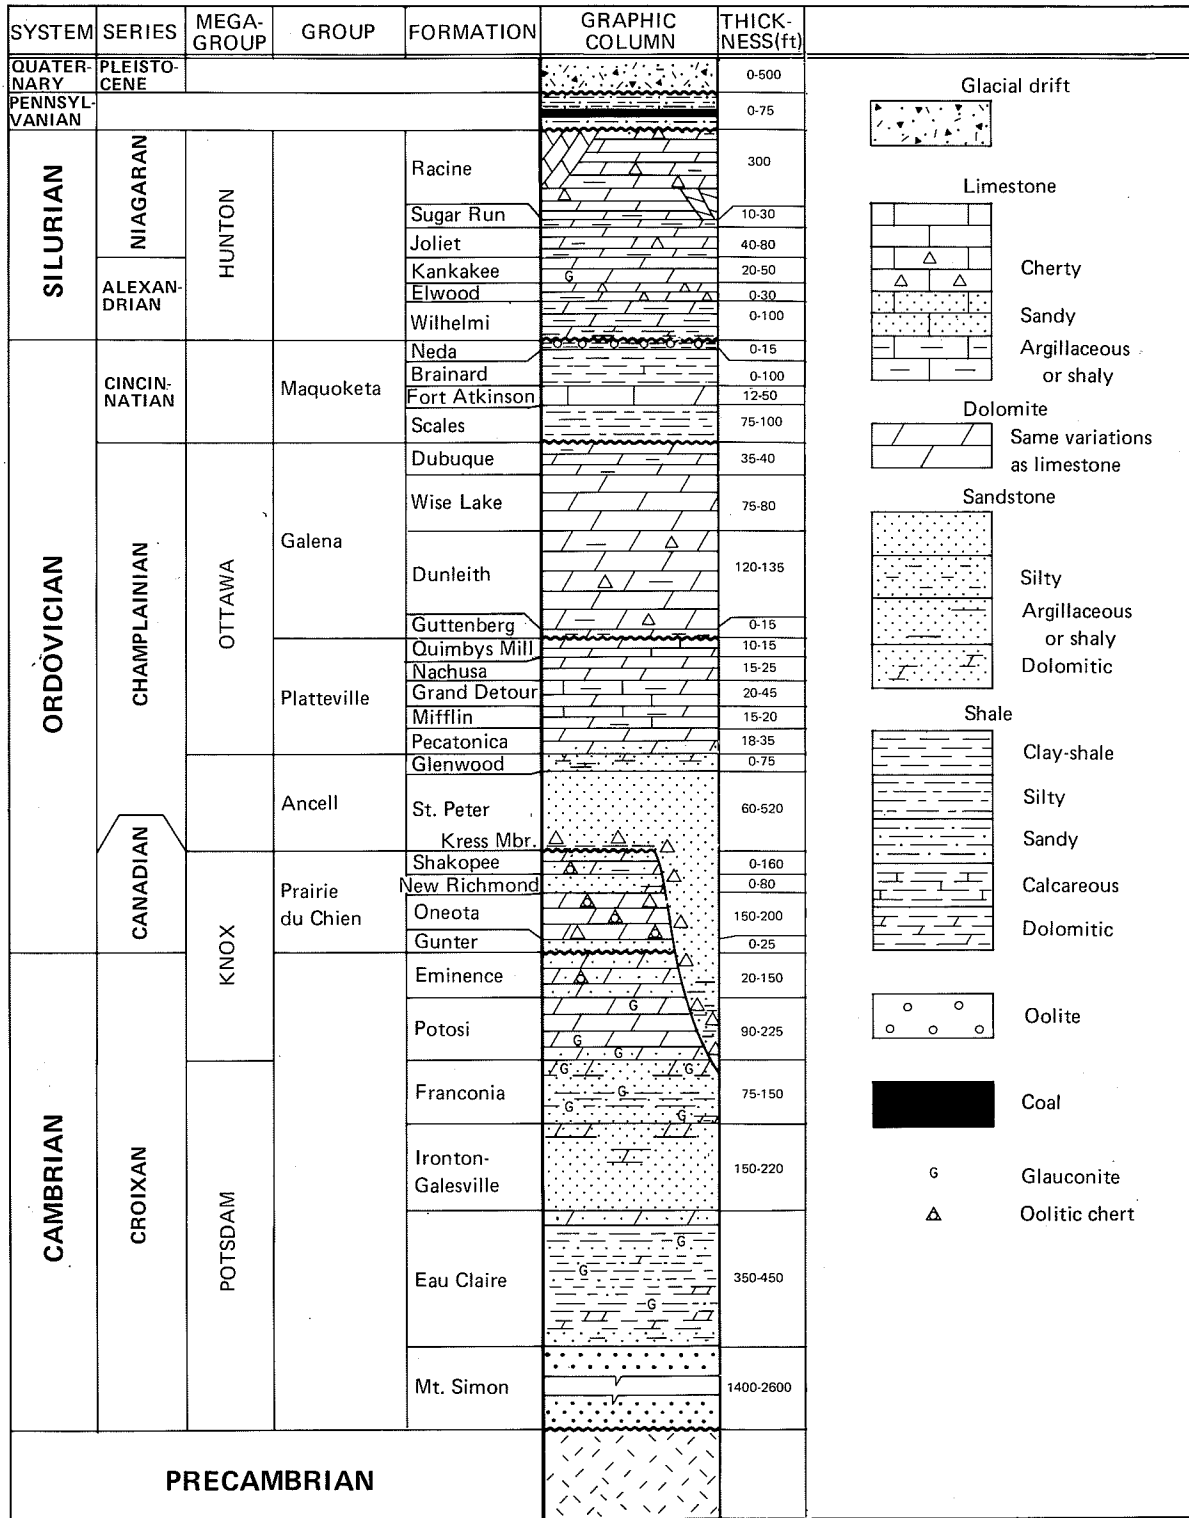 SYSTEM SERIES MEGA- GROUP FORMATION GRAPHIC THICK-
GROUP COLUMN NESS(ft)
QUATER- PLEISTO- 0-500
NARY CENE
PENNSYL- 0-75
VANIAN
SILURIAN
NIAGARAN
ALEXAN-
DRIAN
HUNTON
Racine 300
Sugar Run 10-30
Joliet 40-80
Kankakee G 20-50
Elwood 0-30
Wilhelmi 0-100
ORDOVICIAN
CINCIN-
NATIAN
Maquoketa
Neda 0-15
Brainard 0-100
Fort Atkinson 12-50
Scales 75-100
CHAMPLAINIAN
OTTAWA
Galena
Dubuque 35-40
Wise Lake 75-80
Dunleith 120-135
Guttenberg 0-15
Platteville
Quimbys Mill 10-15
Nachusa 15-25
Grand Detour 20-45
Mifflin 15-20
Pecatonica 18-35
Ancell
Glenwood 0-75
St. Peter 60-520
Kress Mbr.
CANADIAN
KNOX
Prairie
du Chien
Shakopee 0-160
New Richmond 0-80
Oneota 150-200
Gunter 0-25
CAMBRIAN
CROIXAN
Eminence 20-150
Potosi G G G 90-225
POTSDAM
Franconia G G G G G 75-150
Ironton-
Galesville 150-220
Eau Claire G G G 350-450
Mt. Simon 1400-2600
PRECAMBRIAN
Glacial drift
Limestone
Cherty
Sandy
Argillaceous
or shaly
Dolomite
Same variations
as limestone
Sandstone
Silty
Argillaceous
or shaly
Dolomitic
Shale
Clay-shale
Silty
Sandy
Calcareous
Dolomitic
Oolite
Coal
G Glauconite
Oolitic chert